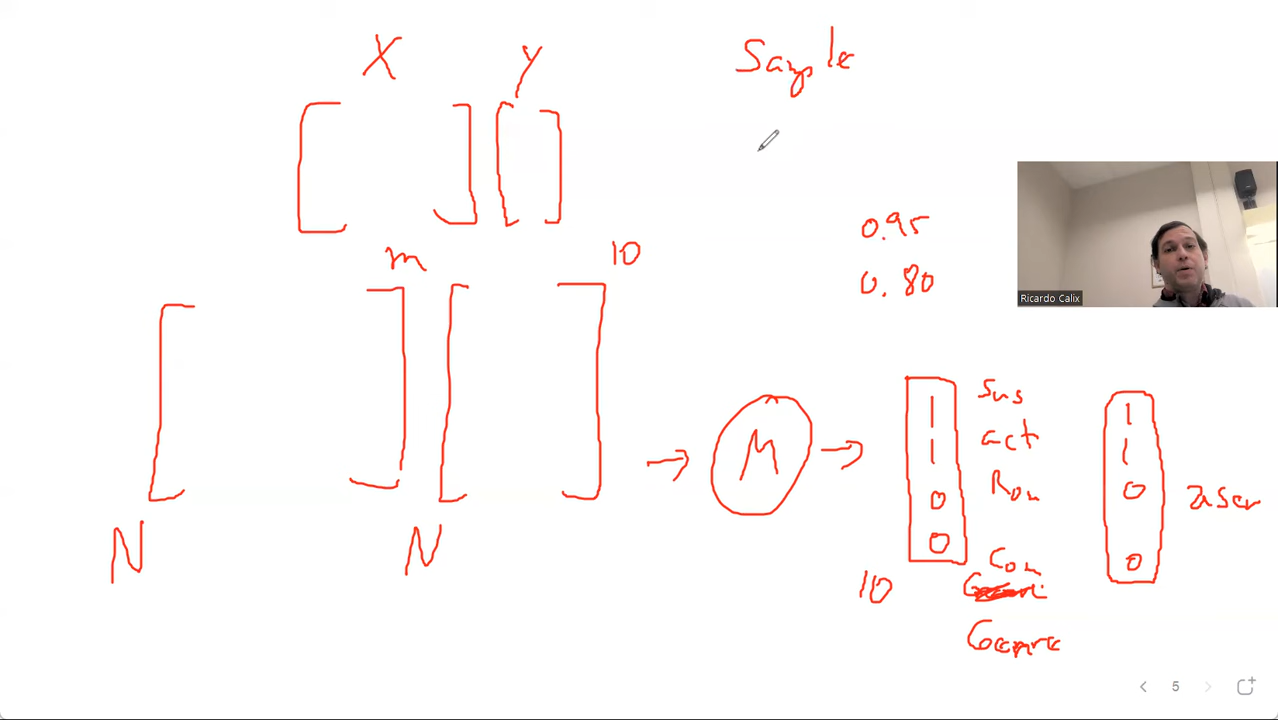 X Y Sample
0.95
0.80
m 10
1 sus 1
1 act 1
M
0 Rom 0 user
0 Com 0
N N
10
Genre
Ricardo Calix
5